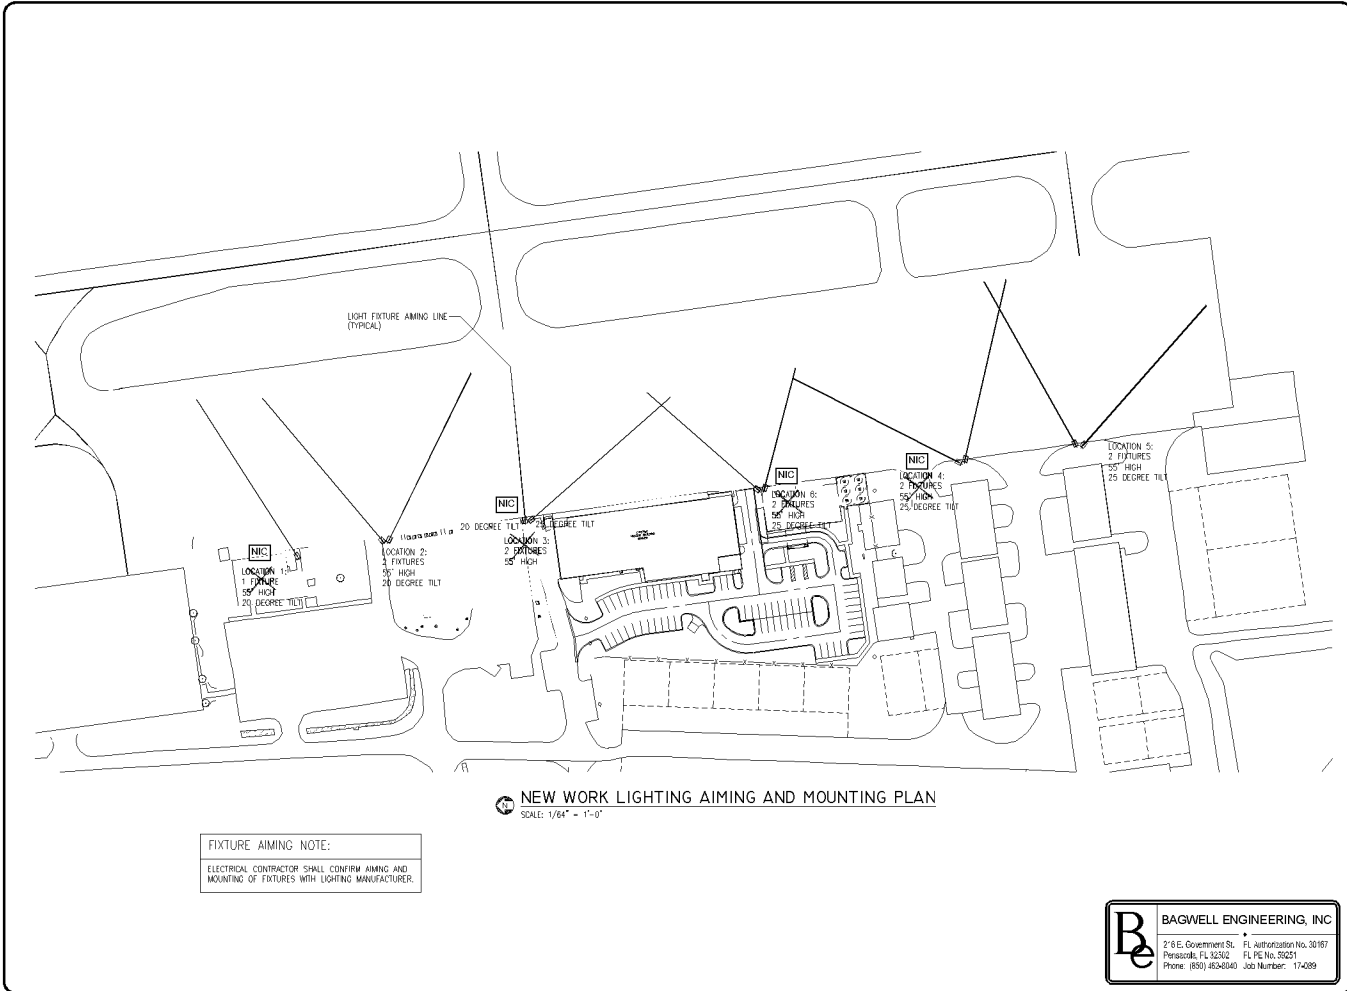 LIGHT FIXTURE AIMING LINE
(TYPICAL)
NIC
LOCATION 1:
1 FIXTURE
55' HIGH
20 DEGREE TILT
LOCATION 2:
2 FIXTURES
55' HIGH
20 DEGREE TILT
NIC
20 DEGREE TILT
25 DEGREE TILT
LOCATION 3:
2 FIXTURES
55' HIGH
NIC
LOCATION 6:
2 FIXTURES
55' HIGH
25 DEGREE TILT
NIC
LOCATION 4:
2 FIXTURES
55' HIGH
25 DEGREE TILT
LOCATION 5:
2 FIXTURES
55' HIGH
25 DEGREE TILT
N
NEW WORK LIGHTING AIMING AND MOUNTING PLAN
SCALE: 1/64" = 1'-0"
FIXTURE AIMING NOTE:
ELECTRICAL CONTRACTOR SHALL CONFIRM AIMING AND
MOUNTING OF FIXTURES WITH LIGHTING MANUFACTURER.
Be
BAGWELL ENGINEERING, INC
216 E. Government St. FL Authorization No. 30167
Pensacola, FL 32502 FL PE No. 59251
Phone: (850) 462-8040 Job Number: 17-089